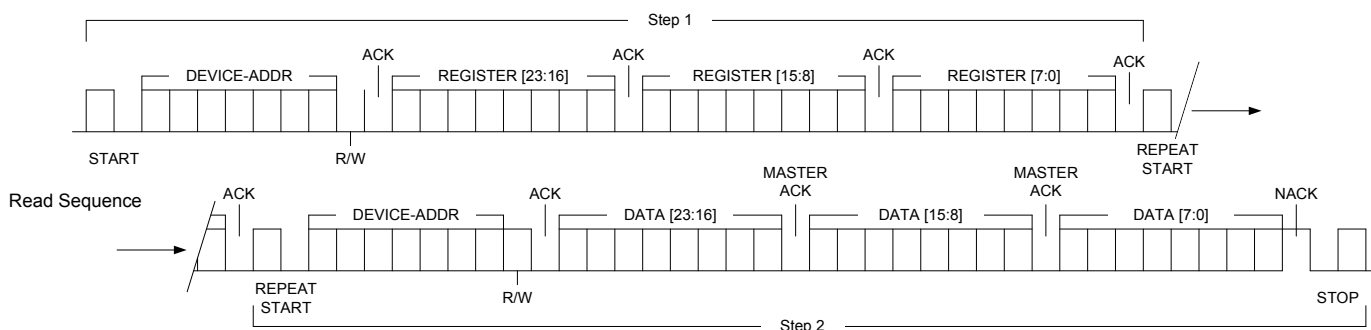 Step 1
ACK ACK ACK ACK
DEVICE-ADDR REGISTER [23:16] REGISTER [15:8] REGISTER [7:0]
START R/W REPEAT
START
MASTER MASTER
Read Sequence ACK ACK ACK ACK NACK
DEVICE-ADDR DATA [23:16] DATA [15:8] DATA [7:0]
REPEAT R/W STOP
START
Step 2